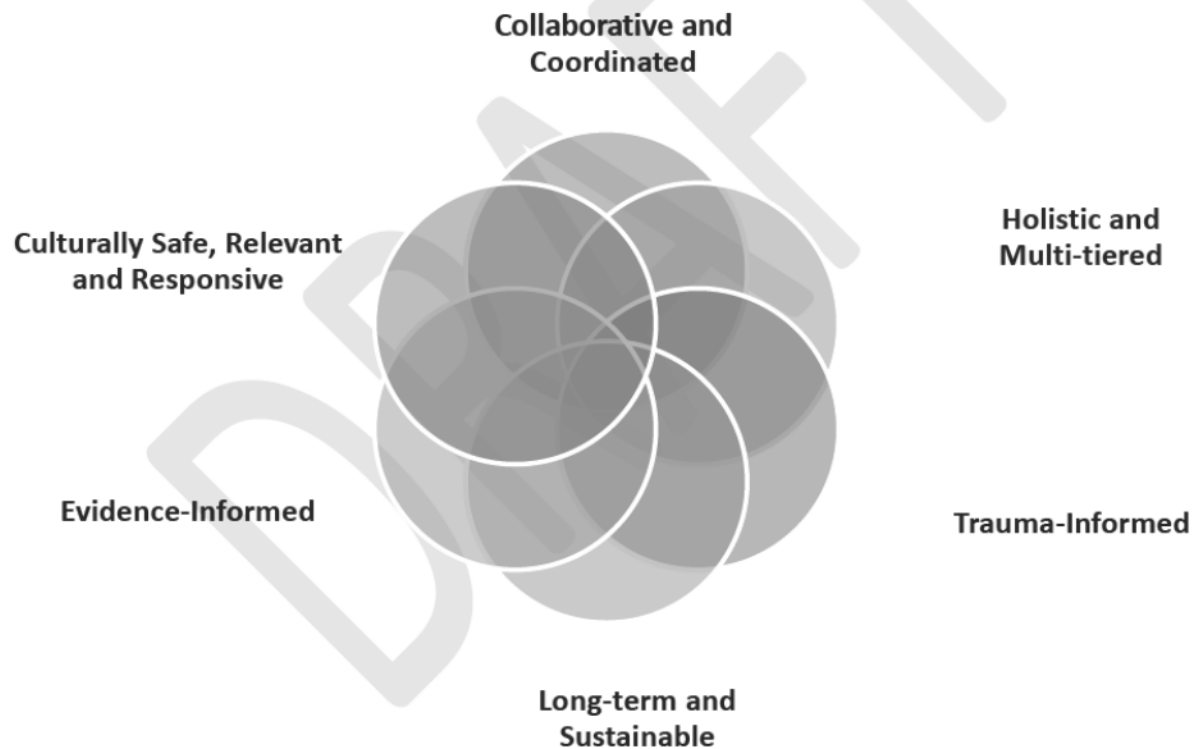 Collaborative and
Coordinated
Holistic and
Multi-tiered
Culturally Safe, Relevant
and Responsive
Evidence-Informed
Trauma-Informed
Long-term and
Sustainable
DRAFT